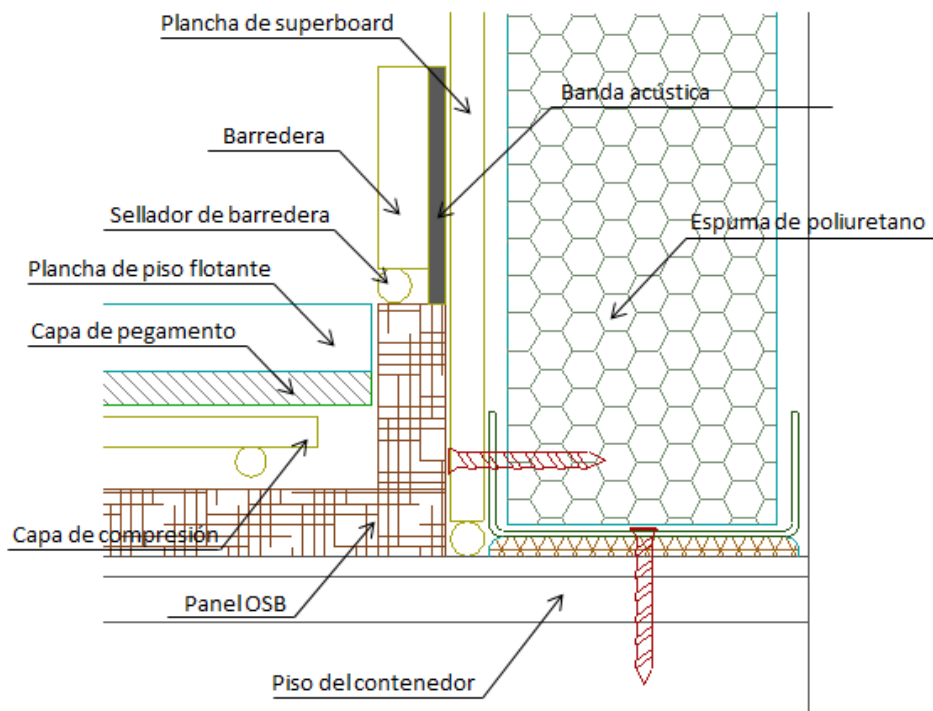 Plancha de superboard
Banda acústica
Barredera
Sellador de barredera
Espuma de poliuretano
Plancha de piso flotante
Capa de pegamento
Capa de compresión
Panel OSB
Piso del contenedor